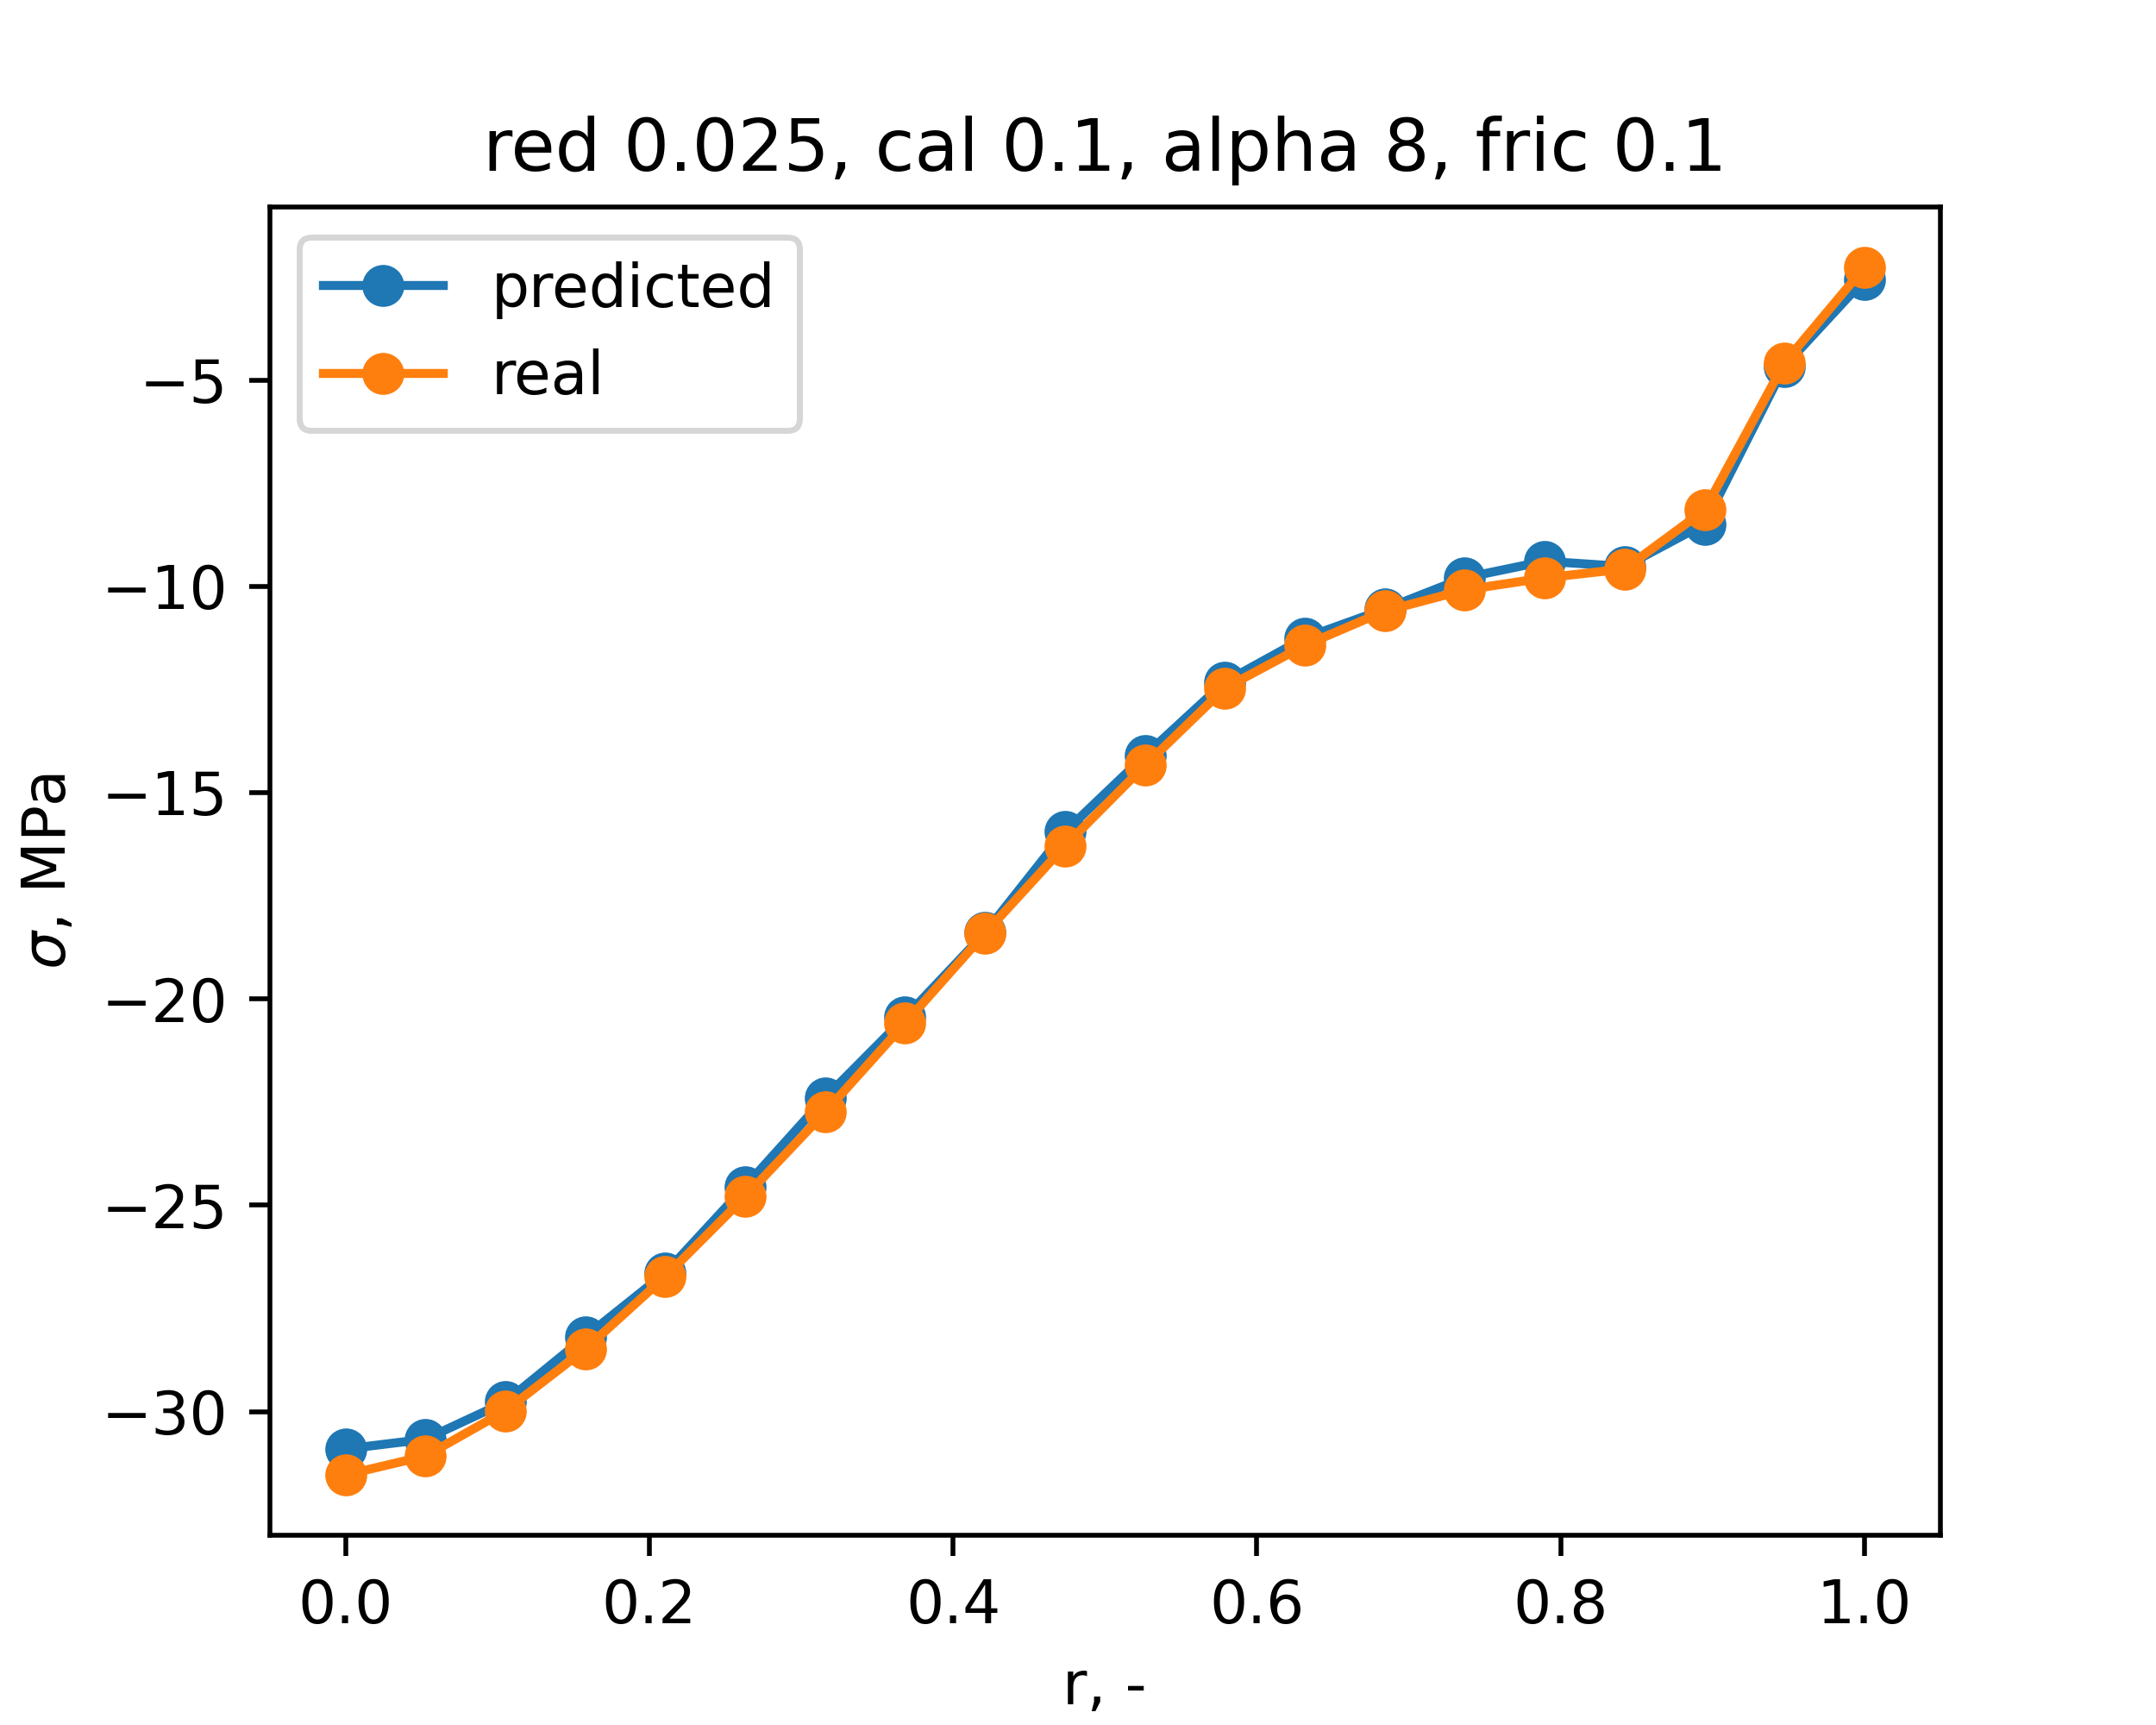 red 0.025, cal 0.1, alpha 8, fric 0.1
predicted
real
−5
−10
−15
−20
−25
−30
σ, MPa
0.0 0.2 0.4 0.6 0.8 1.0
r, -